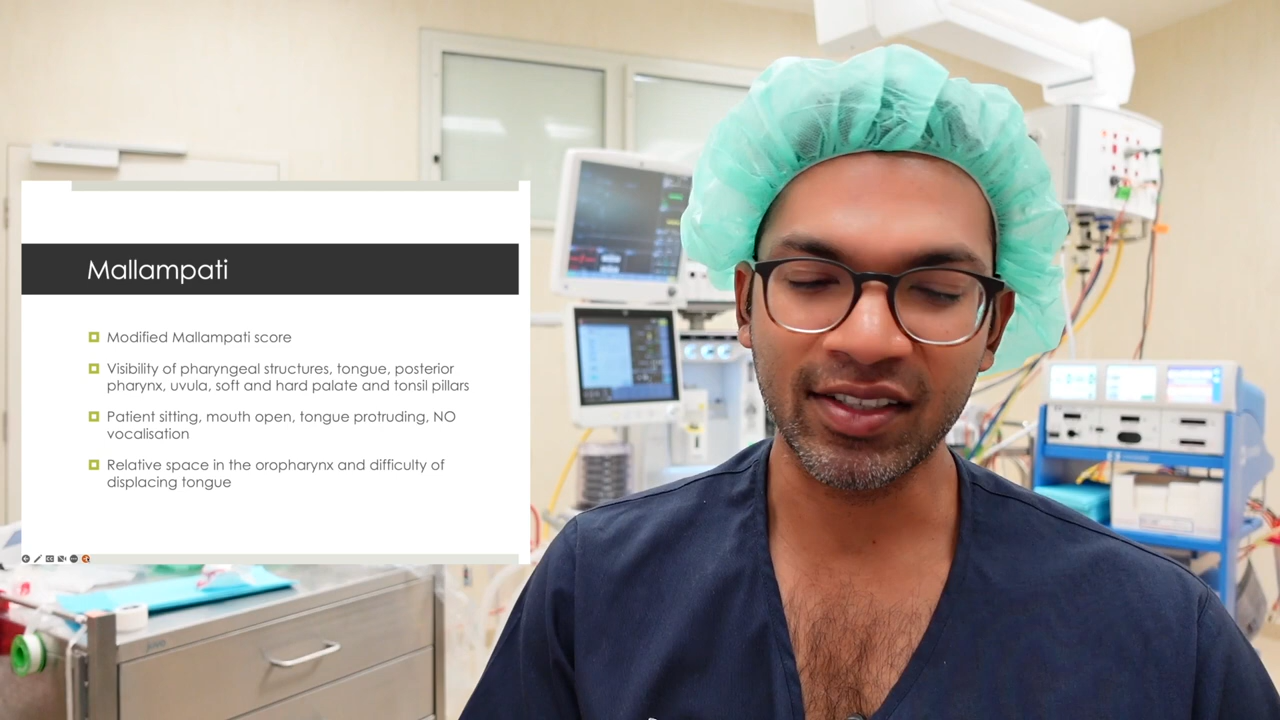 Mallampati
Modified Mallampati score
Visibility of pharyngeal structures, tongue, posterior
pharynx, uvula, soft and hard palate and tonsil pillars
Patient sitting, mouth open, tongue protruding, NO
vocalisation
Relative space in the oropharynx and difficulty of
displacing tongue